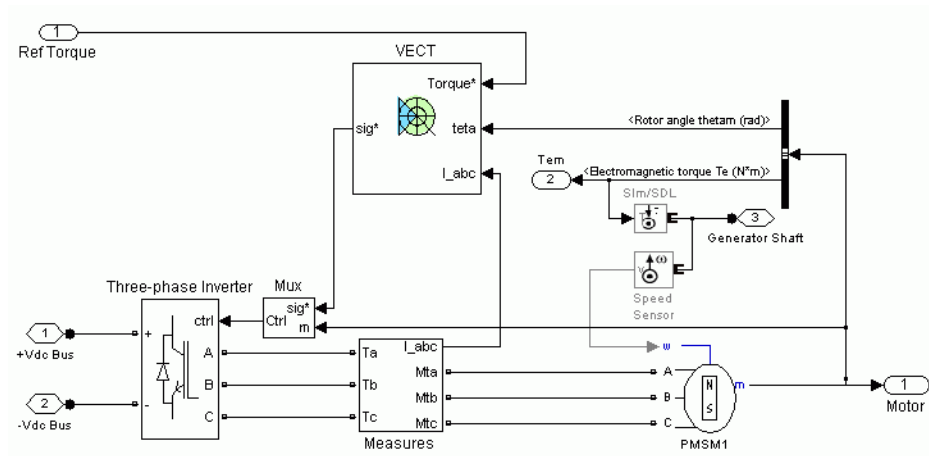 1
Ref Torque
VECT
Torque*
sig*
teta
I_abc
<Rotor angle thetam (rad)>
Tem
2
<Electromagnetic torque Te (N*m)>
Slm/SDL
T
3
Generator Shaft
V
ω
Speed
Sensor
Three-phase Inverter
Mux
sig*
ctrl
Ctrl
m
1
+
+Vdc Bus
A
B
C
2
-
-Vdc Bus
Ta
Tb
Tc
I_abc
Mta
Mtb
Mtc
Measures
w
A
B
C
N
S
m
PMSM1
1
Motor